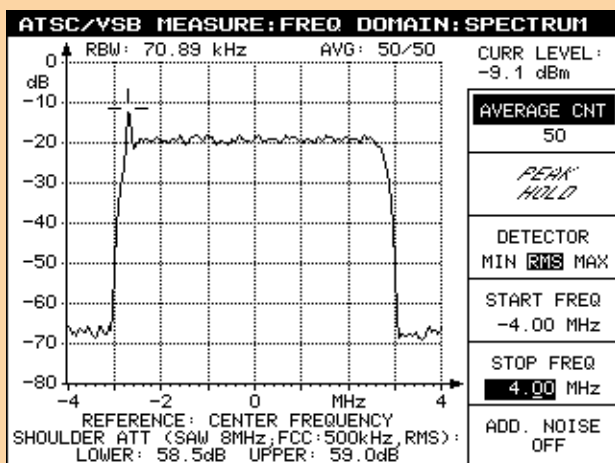 ATSC/VSB MEASURE:FREQ DOMAIN:SPECTRUM
RBW: 70.89 kHz AVG: 50/50
CURR LEVEL:
-9.1 dBm
0
dB
-10
-20
-30
-40
-50
-60
-70
-80
-4 -2 0 MHz 4
REFERENCE: CENTER FREQUENCY
SHOULDER ATT (SAW 8MHz,FCC:500kHz,RMS):
LOWER: 58.5dB UPPER: 59.0dB
AVERAGE CNT
50
PEAK
HOLD
DETECTOR
MIN RMS MAX
START FREQ
-4.00 MHz
STOP FREQ
4.00 MHz
ADD. NOISE
OFF